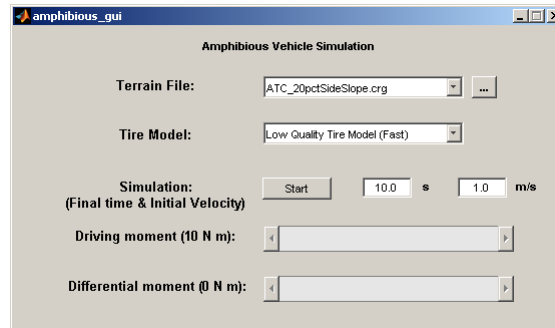 amphibious_gui
Amphibious Vehicle Simulation
Terrain File: ATC_20pctSideSlope.crg ...
Tire Model: Low Quality Tire Model (Fast)
Simulation: Start 10.0 s 1.0 m/s
(Final time & Initial Velocity)
Driving moment (10 N m):
Differential moment (0 N m):